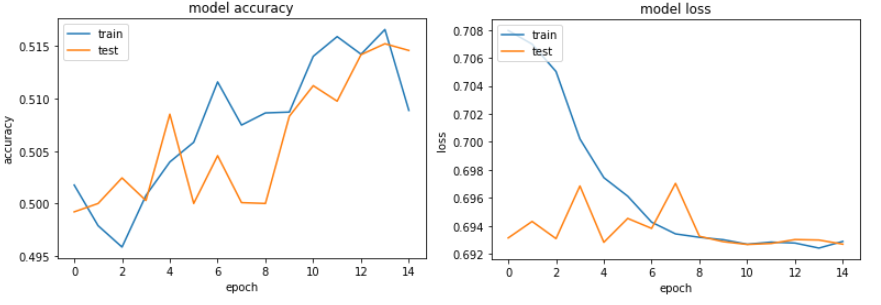 model accuracy
train
test
0.515
0.510
0.505
0.500
0.495
accuracy
0 2 4 6 8 10 12 14
epoch
model loss
train
test
0.708
0.706
0.704
0.702
0.700
0.698
0.696
0.694
0.692
loss
0 2 4 6 8 10 12 14
epoch